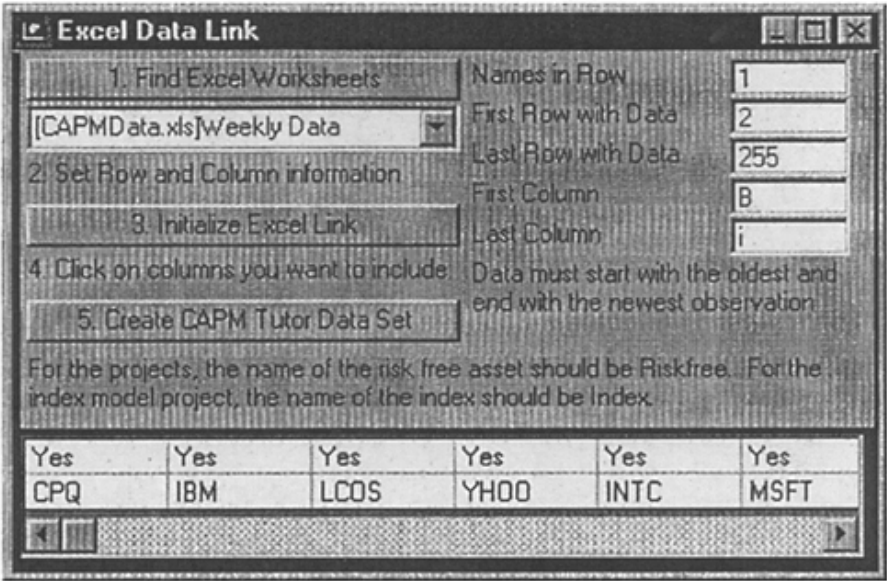 Excel Data Link
1. Find Excel Worksheets
[CAPMData.xls]Weekly Data
2. Set Row and Column information
3. Initialize Excel Link
4. Click on columns you want to include
5. Create CAPM Tutor Data Set
Names in Row 1
First Row with Data 2
Last Row with Data 255
First Column B
Last Column i
Data must start with the oldest and
end with the newest observation
For the projects, the name of the risk free asset should be Riskfree. For the
index model project, the name of the index should be Index.
Yes Yes Yes Yes Yes Yes
CPQ IBM LCOS YHOO INTC MSFT